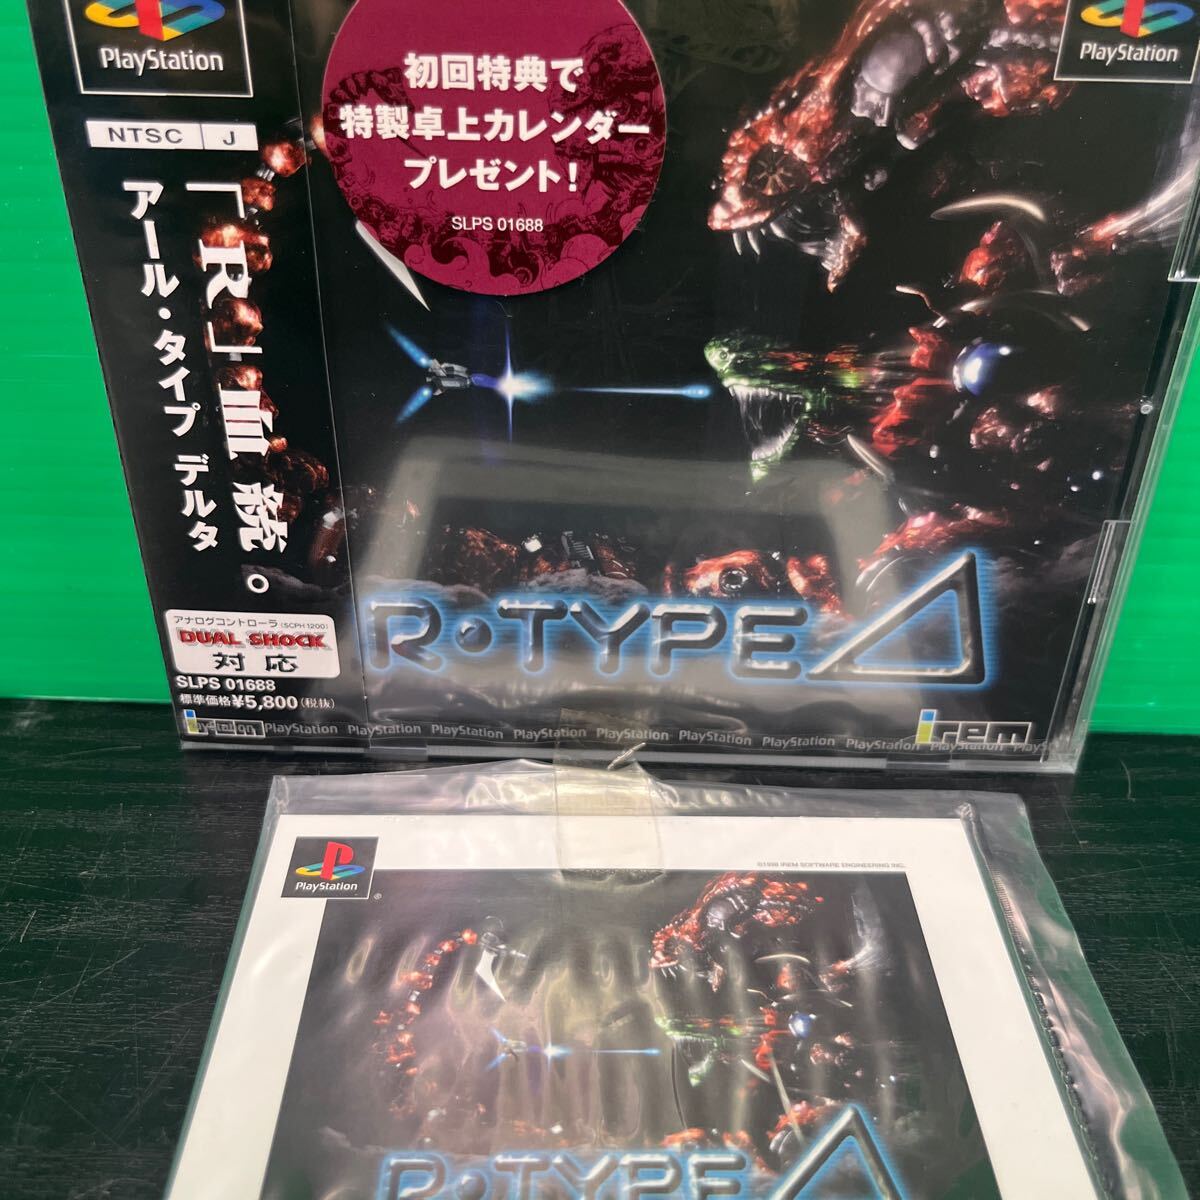 PlayStation
NTSC J
「R」血統。
アール・タイプ デルタ
アナログコントローラ(SCPH1200)
DUAL SHOCK
対応
SLPS 01688
標準価格¥5,800(税抜)
初回特典で
特製卓上カレンダー
プレゼント!
SLPS 01688
PlayStation
R・TYPE Δ
PlayStation PlayStation PlayStation PlayStation PlayStation PlayStation PlayStation PlayStation PlayStation PlayStation
irem
PlayStation
®
©1998 IREM SOFTWARE ENGINEERING INC.
R・TYPE Δ